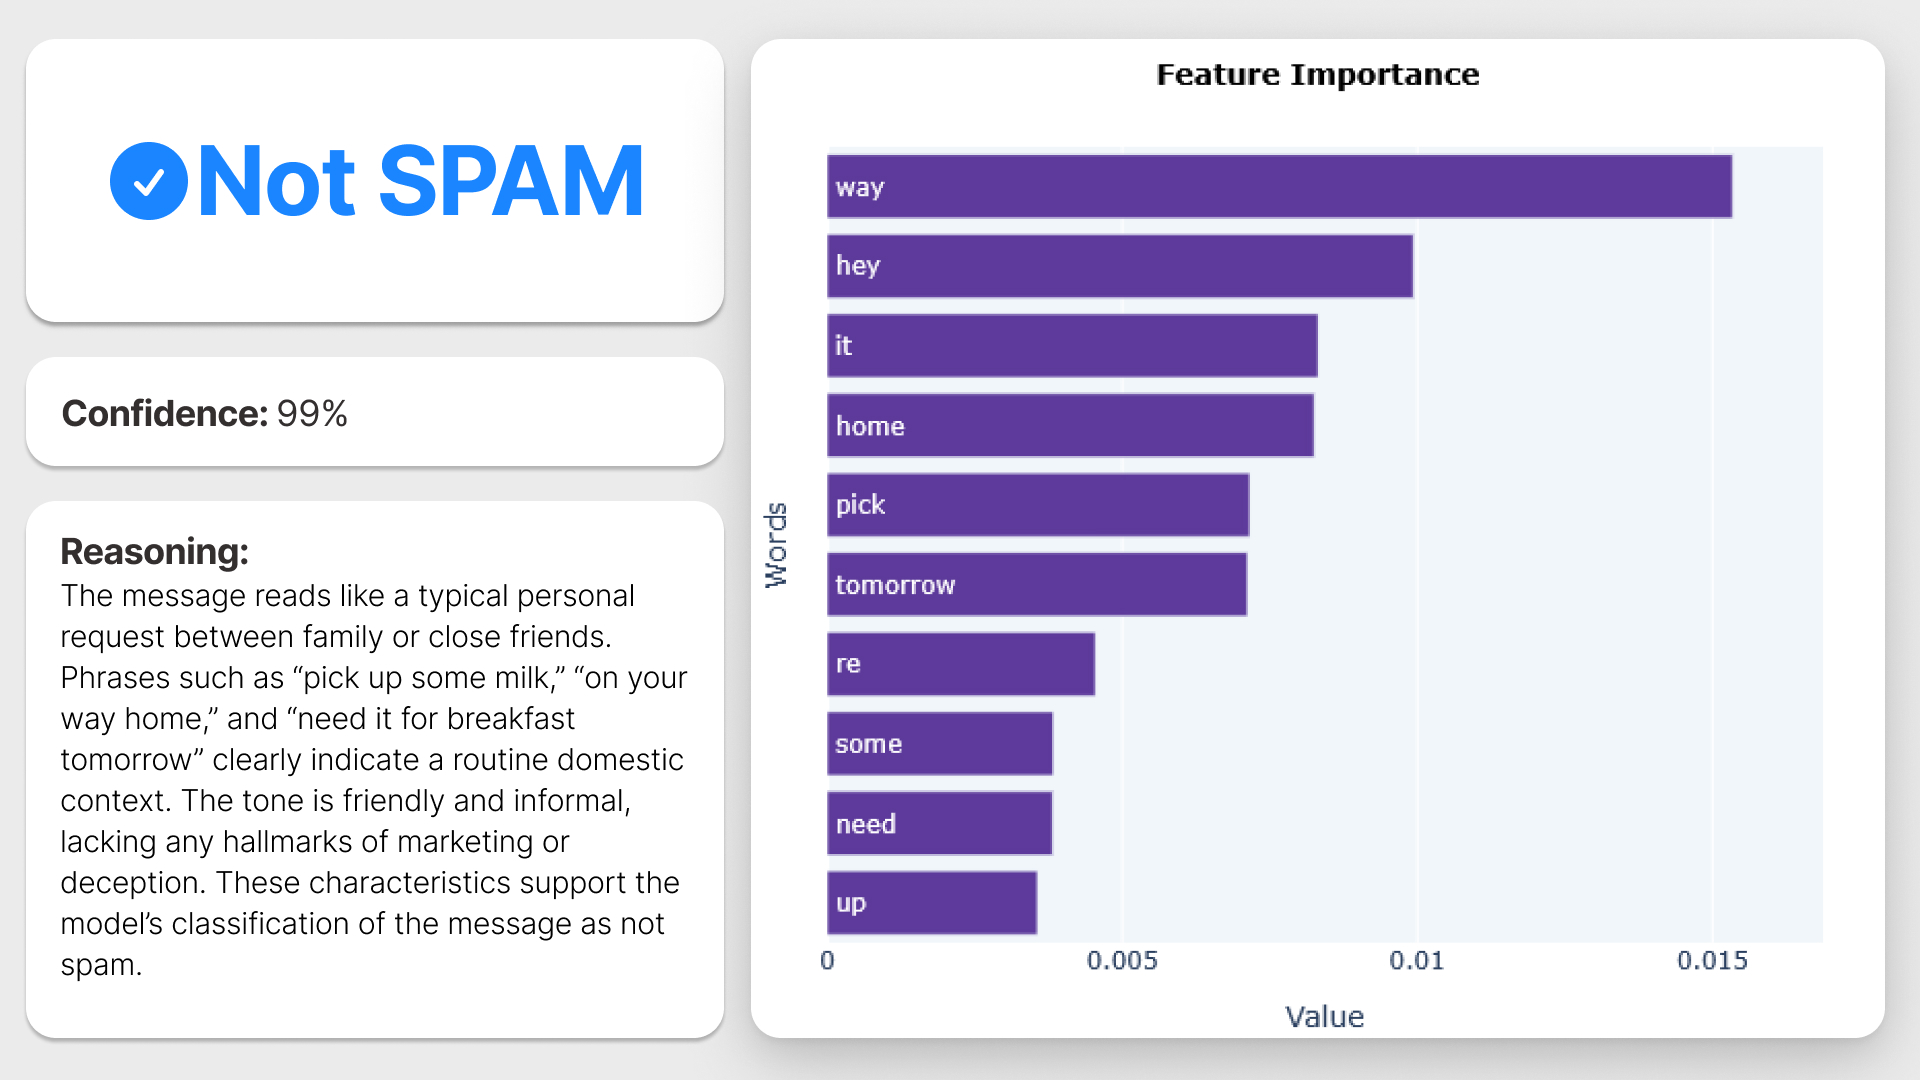 Not SPAM
Confidence: 99%
Reasoning:
The message reads like a typical personal
request between family or close friends.
Phrases such as “pick up some milk,” “on your
way home,” and “need it for breakfast
tomorrow” clearly indicate a routine domestic
context. The tone is friendly and informal,
lacking any hallmarks of marketing or
deception. These characteristics support the
model’s classification of the message as not
spam.
Feature Importance
Words
way
hey
it
home
pick
tomorrow
re
some
need
up
0 0.005 0.01 0.015
Value